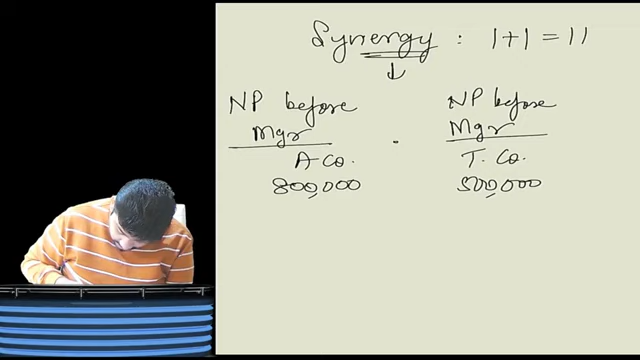 Synergy : 1+1 = 11
NP before
Mgr
A Co.
800,000
NP before
Mgr
T. Co.
500,000